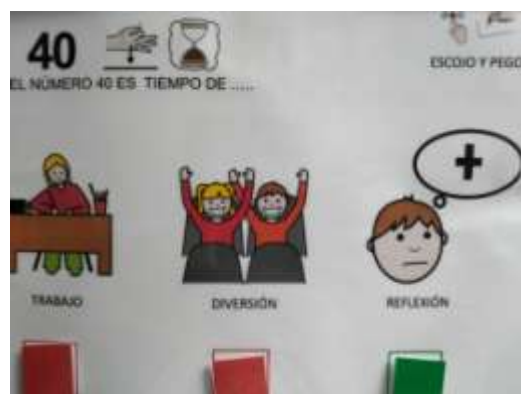 40
ESCOJO Y PEGO
EL NÚMERO 40 ES TIEMPO DE .....
TRABAJO
DIVERSIÓN
REFLEXIÓN